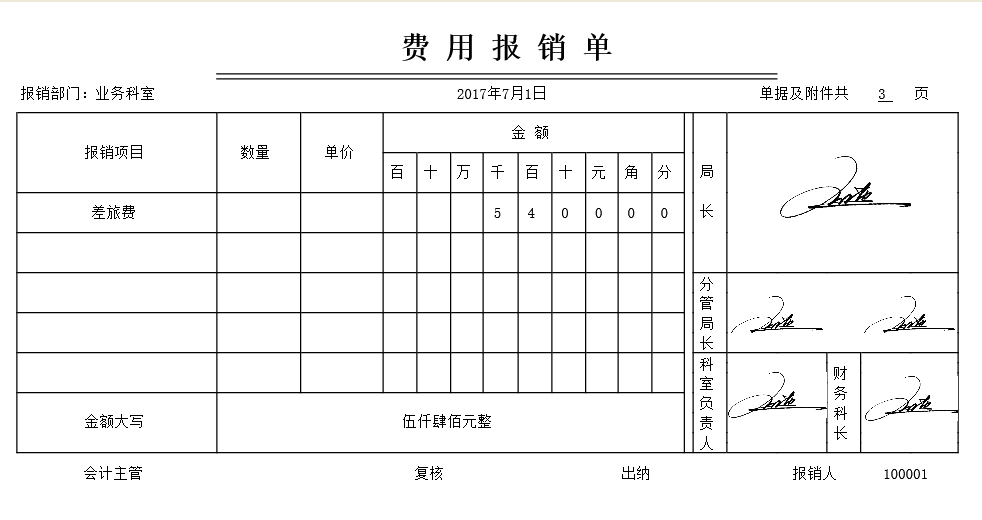 费用报销单
报销部门：业务科室 2017年7月1日 单据及附件共 3 页
报销项目 数量 单价 金 额 局长
百 十 万 千 百 十 元 角 分
差旅费 5 4 0 0 0 0
分管局长
科室负责人 财务科长
金额大写 伍仟肆佰元整
会计主管 复核 出纳 报销人 100001